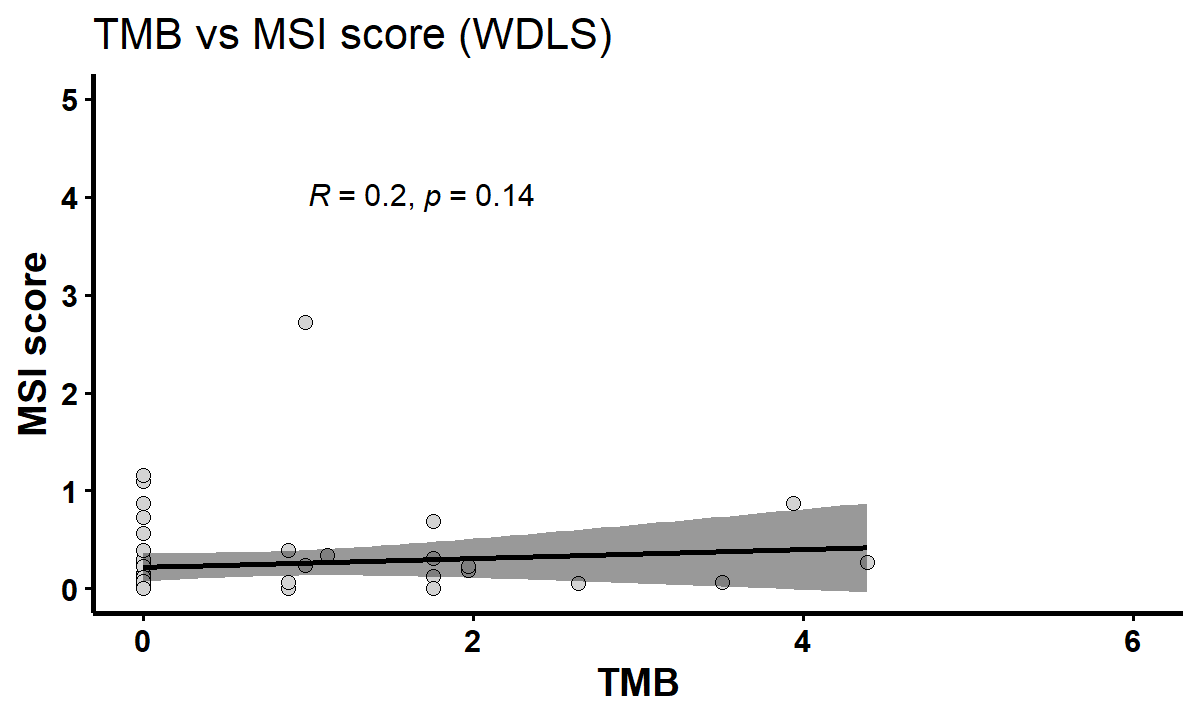 TMB vs MSI score (WDLS)
5
4
3
2
1
0
R = 0.2, p = 0.14
MSI score
0 2 4 6
TMB